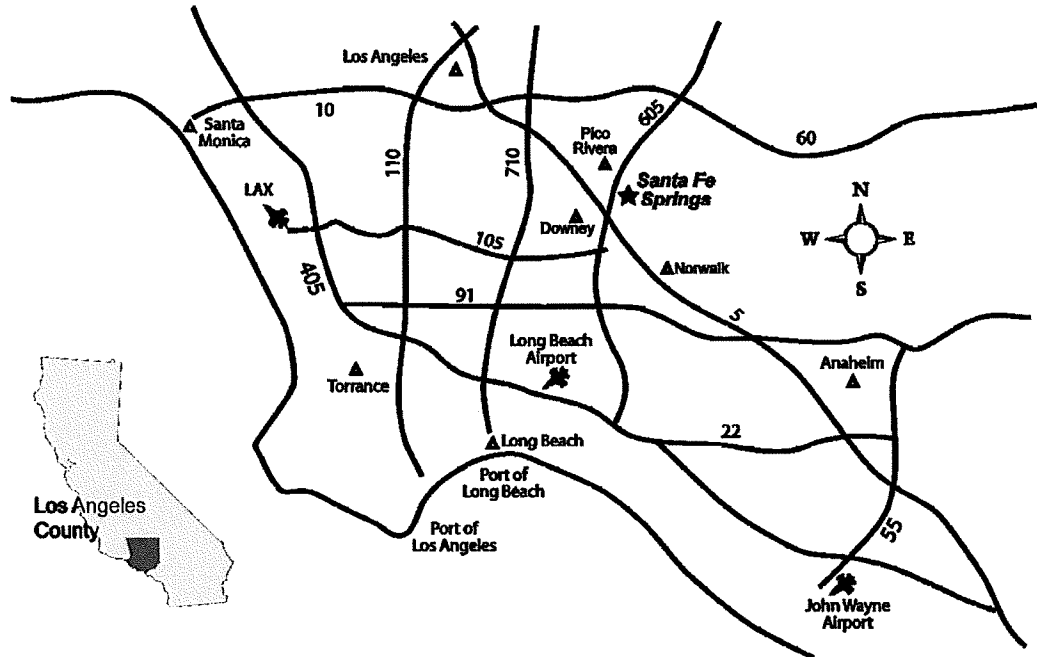 Los Angeles
10
605
60
Santa
Monica
Pico
Rivera
110
710
Santa Fe
Springs
LAX
N
W
E
S
Downey
105
Norwalk
405
91
5
Long Beach
Airport
Anaheim
Torrance
22
Long Beach
Port of
Long Beach
Los Angeles
County
Port of
Los Angeles
55
John Wayne
Airport